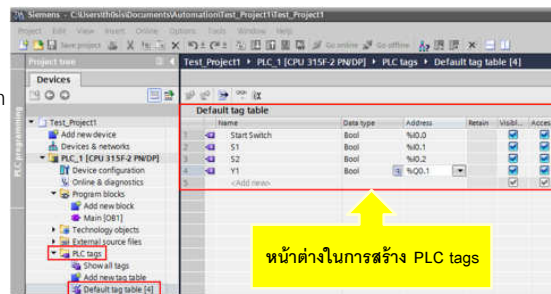 Siemens - C:\Users\th0sis\Documents\Automation\Test_Project1\Test_Project1
Project Edit View Insert Online Options Tools Window Help
Save project Go online Go offline
Project tree
Test_Project1 ▸ PLC_1 [CPU 315F-2 PN/DP] ▸ PLC tags ▸ Default tag table [4]
Devices
PLC programming
Default tag table
Name Data type Address Retain Visibl... Acces
1 Start Switch Bool %I0.0
2 S1 Bool %I0.1
3 S2 Bool %I0.2
4 Y1 Bool %Q0.1
5 <Add new>
Test_Project1
Add new device
Devices & networks
PLC_1 [CPU 315F-2 PN/DP]
Device configuration
Online & diagnostics
Program blocks
Add new block
Main [OB1]
Technology objects
External source files
PLC tags
Show all tags
Add new tag table
Default tag table [4]
หน้าต่างในการสร้าง PLC tags